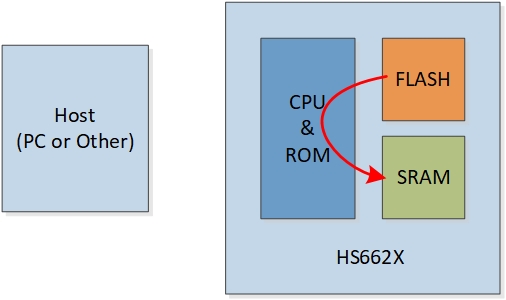 Host
(PC or Other)
CPU
&
ROM
FLASH
SRAM
HS662X